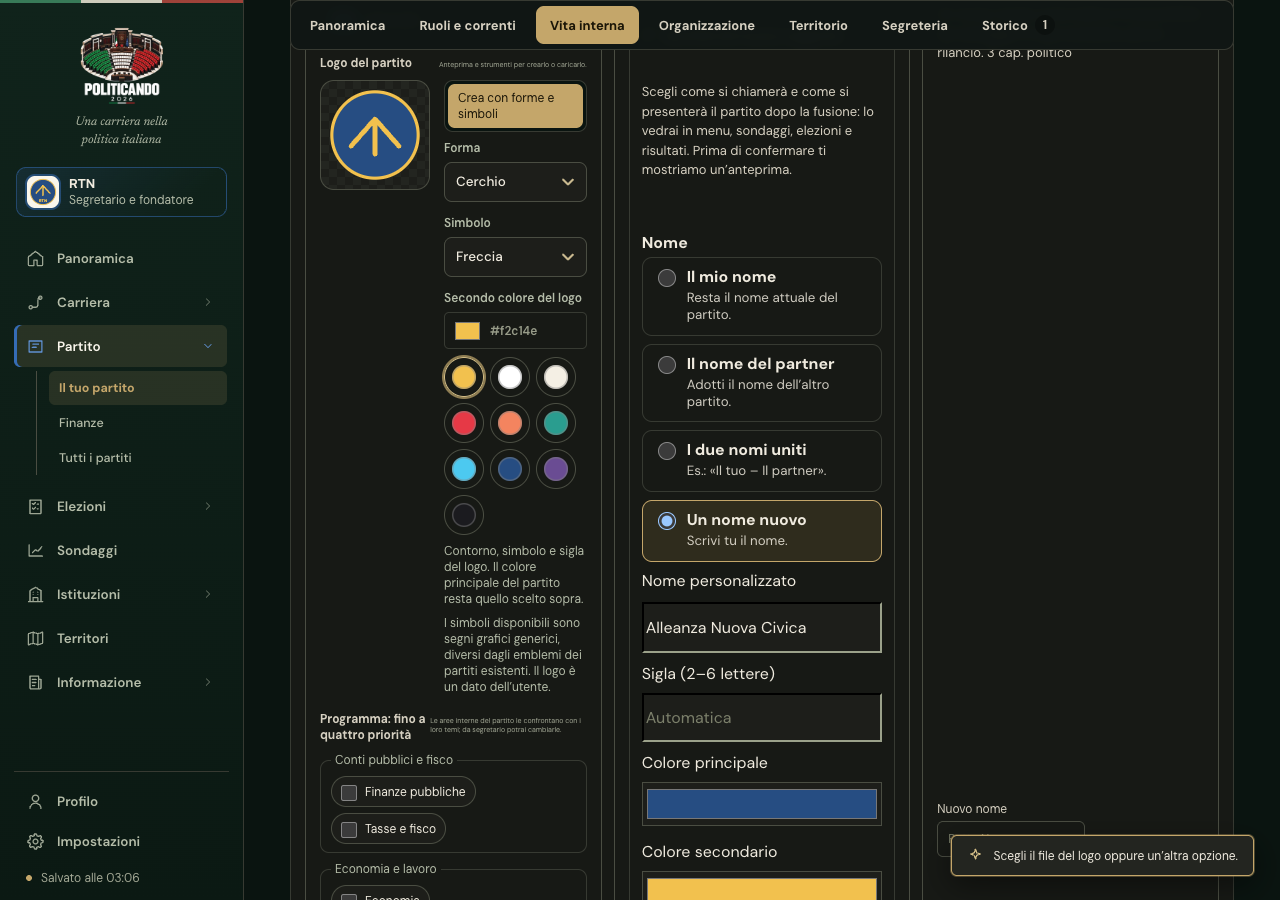 POLITICANDO
2026
Una carriera nella
politica italiana
RTN
Segretario e fondatore
Panoramica
Carriera
Partito
Il tuo partito
Finanze
Tutti i partiti
Elezioni
Sondaggi
Istituzioni
Territori
Informazione
Profilo
Impostazioni
Salvato alle 03:06
Panoramica
Ruoli e correnti
Vita interna
Organizzazione
Territorio
Segreteria
Storico 1
Logo del partito
Anteprima e strumenti per crearlo o caricarlo.
Crea con forme e
simboli
Forma
Cerchio
Simbolo
Freccia
Secondo colore del logo
#f2c14e
Contorno, simbolo e sigla
del logo. Il colore
principale del partito
resta quello scelto sopra.
I simboli disponibili sono
segni grafici generici,
diversi dagli emblemi dei
partiti esistenti. Il logo è
un dato dell’utente.
Programma: fino a
quattro priorità
Le aree interne del partito le confrontano con i
loro temi; da segretario potrai cambiarle.
Conti pubblici e fisco
Finanze pubbliche
Tasse e fisco
Economia e lavoro
Economia
Scegli come si chiamerà e come si
presenterà il partito dopo la fusione: lo
vedrai in menu, sondaggi, elezioni e
risultati. Prima di confermare ti
mostriamo un’anteprima.
Nome
Il mio nome
Resta il nome attuale del
partito.
Il nome del partner
Adotti il nome dell’altro
partito.
I due nomi uniti
Es.: «Il tuo – Il partner».
Un nome nuovo
Scrivi tu il nome.
Nome personalizzato
Alleanza Nuova Civica
Sigla (2–6 lettere)
Automatica
Colore principale
Colore secondario
rilancio. 3 cap. politico
Nuovo nome
Scegli il file del logo oppure un’altra opzione.